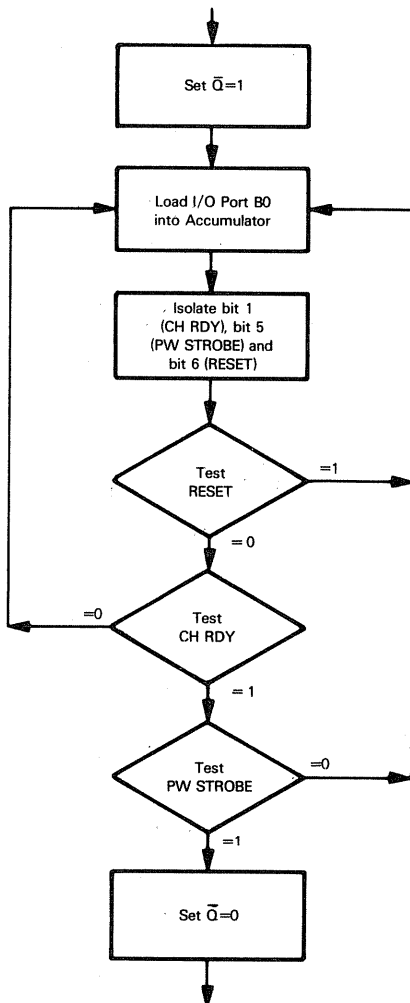 Set Q̅=1
Load I/O Port B0
into Accumulator
Isolate bit 1
(CH RDY), bit 5
(PW STROBE) and
bit 6 (RESET)
Test
RESET
=1
=0
=0
Test
CH RDY
=1
Test
PW STROBE
=0
=1
Set Q̅=0